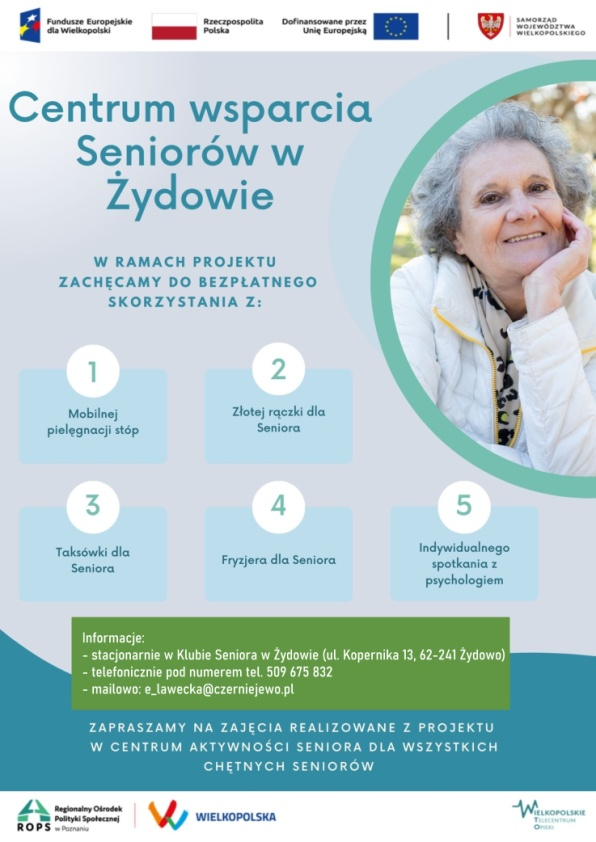 Fundusze Europejskie
dla Wielkopolski
Rzeczpospolita
Polska
Dofinansowane przez
Unię Europejską
SAMORZĄD
WOJEWÓDZTWA
WIELKOPOLSKIEGO
Centrum wsparcia
Seniorów w
Żydowie
W RAMACH PROJEKTU
ZACHĘCAMY DO BEZPŁATNEGO
SKORZYSTANIA Z:
1
Mobilnej
pielęgnacji stóp
2
Złotej rączki dla
Seniora
3
Taksówki dla
Seniora
4
Fryzjera dla Seniora
5
Indywidualnego
spotkania z
psychologiem
Informacje:
- stacjonarnie w Klubie Seniora w Żydowie (ul. Kopernika 13, 62-241 Żydowo)
- telefonicznie pod numerem tel. 509 675 832
- mailowo: e_lawecka@czerniejewo.pl
ZAPRASZAMY NA ZAJĘCIA REALIZOWANE Z PROJEKTU
W CENTRUM AKTYWNOŚCI SENIORA DLA WSZYSTKICH
CHĘTNYCH SENIORÓW
ROPS
Regionalny Ośrodek
Polityki Społecznej
w Poznaniu
WIELKOPOLSKA
WIELKOPOLSKIE
TELECENTRUM
OPIEKI